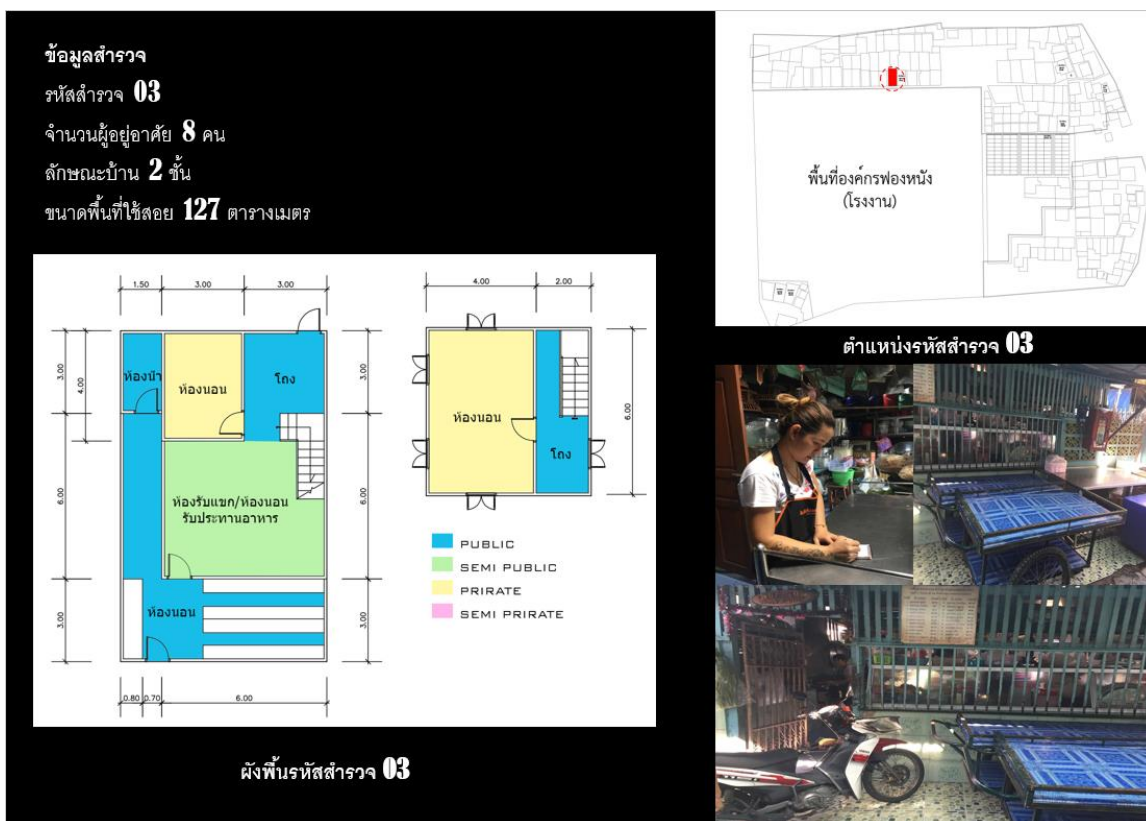 ข้อมูลสำรวจ
รหัสสำรวจ 03
จำนวนผู้อยู่อาศัย 8 คน
ลักษณะบ้าน 2 ชั้น
ขนาดพื้นที่ใช้สอย 127 ตารางเมตร
1.50 3.00 3.00
3.00
4.00
6.00
3.00
ห้องน้ำ
ห้องนอน
โถง
ห้องรับแขก/ห้องนอน
รับประทานอาหาร
ห้องนอน
3.00
6.00
3.00
0.80 0.70 6.00
4.00 2.00
ห้องนอน
โถง
6.00
PUBLIC
SEMI PUBLIC
PRIRATE
SEMI PRIRATE
ผังพื้นรหัสสำรวจ 03
พื้นที่องค์กรฟอกหนัง
(โรงงาน)
ตำแหน่งรหัสสำรวจ 03